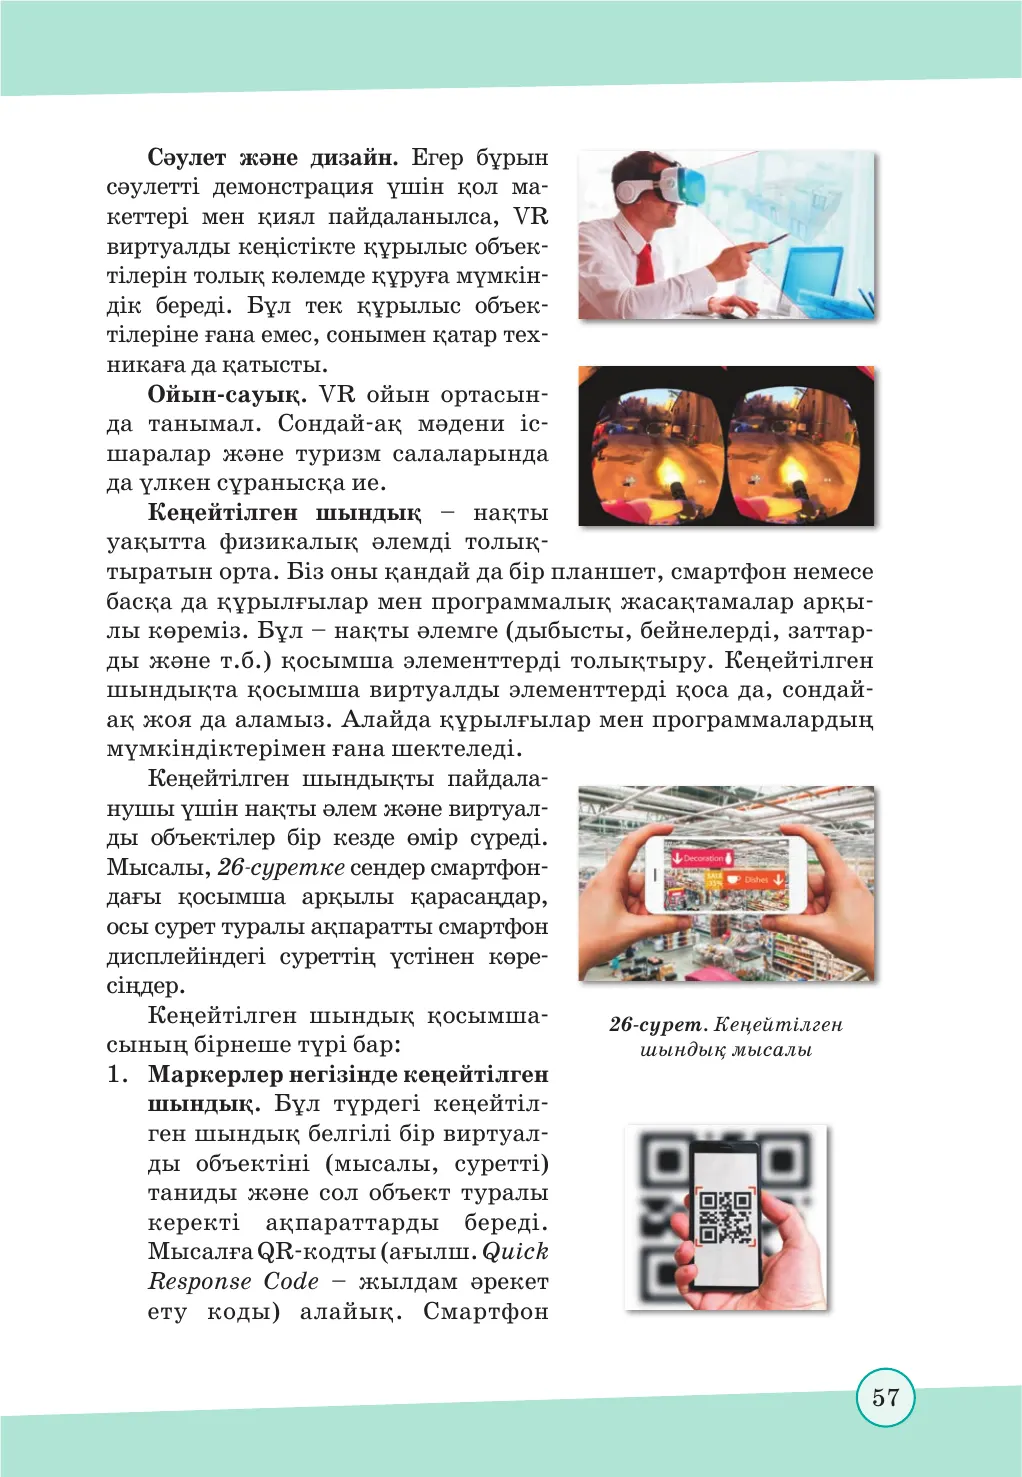 Сәулет және дизайн. Егер бұрын
сәулетті демонстрация үшін қол ма-
кеттері мен қиял пайдаланылса, VR
виртуалды кеңістікте құрылыс объек-
тілерін толық көлемде құруға мүмкін-
дік береді. Бұл тек құрылыс объек-
тілеріне ғана емес, сонымен қатар тех-
никаға да қатысты.
Ойын-сауық. VR ойын ортасын-
да танымал. Сондай-ақ мәдени іс-
шаралар және туризм салаларында
да үлкен сұранысқа ие.
Кеңейтілген шындық – нақты
уақытта физикалық әлемді толық-
тыратын орта. Біз оны қандай да бір планшет, смартфон немесе
басқа да құрылғылар мен программалық жасақтамалар арқы-
лы көреміз. Бұл – нақты әлемге (дыбысты, бейнелерді, заттар-
ды және т.б.) қосымша элементтерді толықтыру. Кеңейтілген
шындықта қосымша виртуалды элементтерді қоса да, сондай-
ақ жоя да аламыз. Алайда құрылғылар мен программалардың
мүмкіндіктерімен ғана шектеледі.
Кеңейтілген шындықты пайдала-
нушы үшін нақты әлем және виртуал-
ды объектілер бір кезде өмір сүреді.
Мысалы, 26-суретке сендер смартфон-
дағы қосымша арқылы қарасаңдар,
осы сурет туралы ақпаратты смартфон
дисплейіндегі суреттің үстінен көре-
сіңдер.
Кеңейтілген шындық қосымша-
сының бірнеше түрі бар:
1. Маркерлер негізінде кеңейтілген
шындық. Бұл түрдегі кеңейтіл-
ген шындық белгілі бір виртуал-
ды объектіні (мысалы, суретті)
таниды және сол объект туралы
керекті ақпараттарды береді.
Мысалға QR-кодты (ағылш. Quick
Response Code – жылдам әрекет
ету коды) алайық. Смартфон
Decoration
SALE
Dishes
26-сурет. Кеңейтілген
шындық мысалы
57